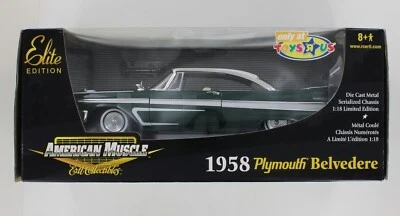 Elite
EDITION
only at
TOYS R US
8+
www.rcertl.com
Die Cast Metal
Serialized Chassis
1:18 Limited Edition
Métal Coulé
Châssis Numérotés
A Limité L'édition 1:18
AMERICAN MUSCLE
Ertl Collectibles
1958 Plymouth Belvedere